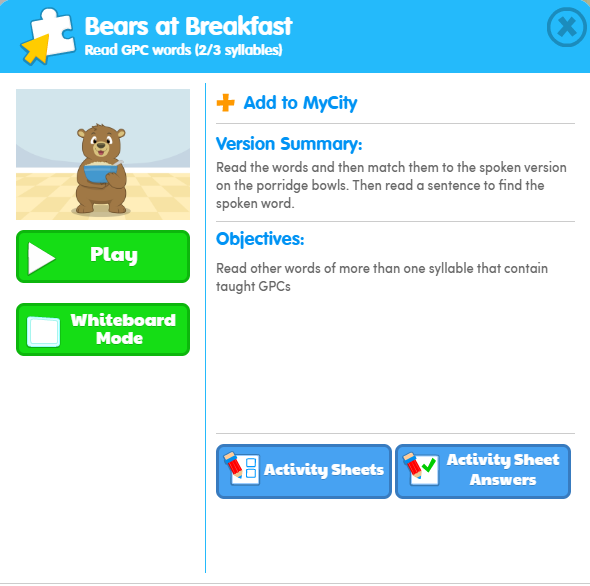 Bears at Breakfast
Read GPC words (2/3 syllables)
Add to MyCity
Version Summary:
Read the words and then match them to the spoken version
on the porridge bowls. Then read a sentence to find the
spoken word.
Play
Objectives:
Read other words of more than one syllable that contain
taught GPCs
Whiteboard
Mode
Activity Sheets
Activity Sheet
Answers